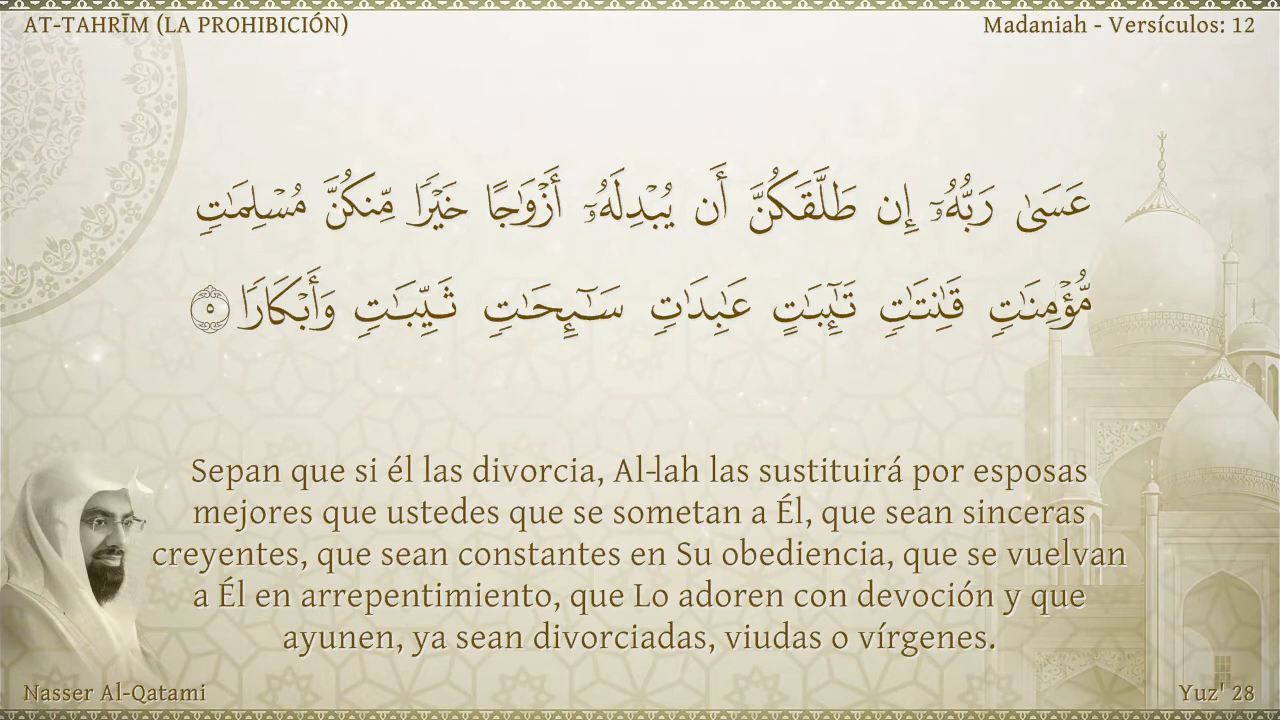 AT-TAHRĪM (LA PROHIBICIÓN)
Madaniah - Versículos: 12
عَسَىٰ رَبُّهُۥٓ إِن طَلَّقَكُنَّ أَن يُبْدِلَهُۥٓ أَزْوَٰجًا خَيْرًا مِّنكُنَّ مُسْلِمَٰتٍ
مُّؤْمِنَٰتٍ قَٰنِتَٰتٍ تَٰٓئِبَٰتٍ عَٰبِدَٰتٍ سَٰٓئِحَٰتٍ ثَيِّبَٰتٍ وَأَبْكَارًا ٥
Sepan que si él las divorcia, Al-lah las sustituirá por esposas
mejores que ustedes que se sometan a Él, que sean sinceras
creyentes, que sean constantes en Su obediencia, que se vuelvan
a Él en arrepentimiento, que Lo adoren con devoción y que
ayunen, ya sean divorciadas, viudas o vírgenes.
Nasser Al-Qatami
Yuz' 28